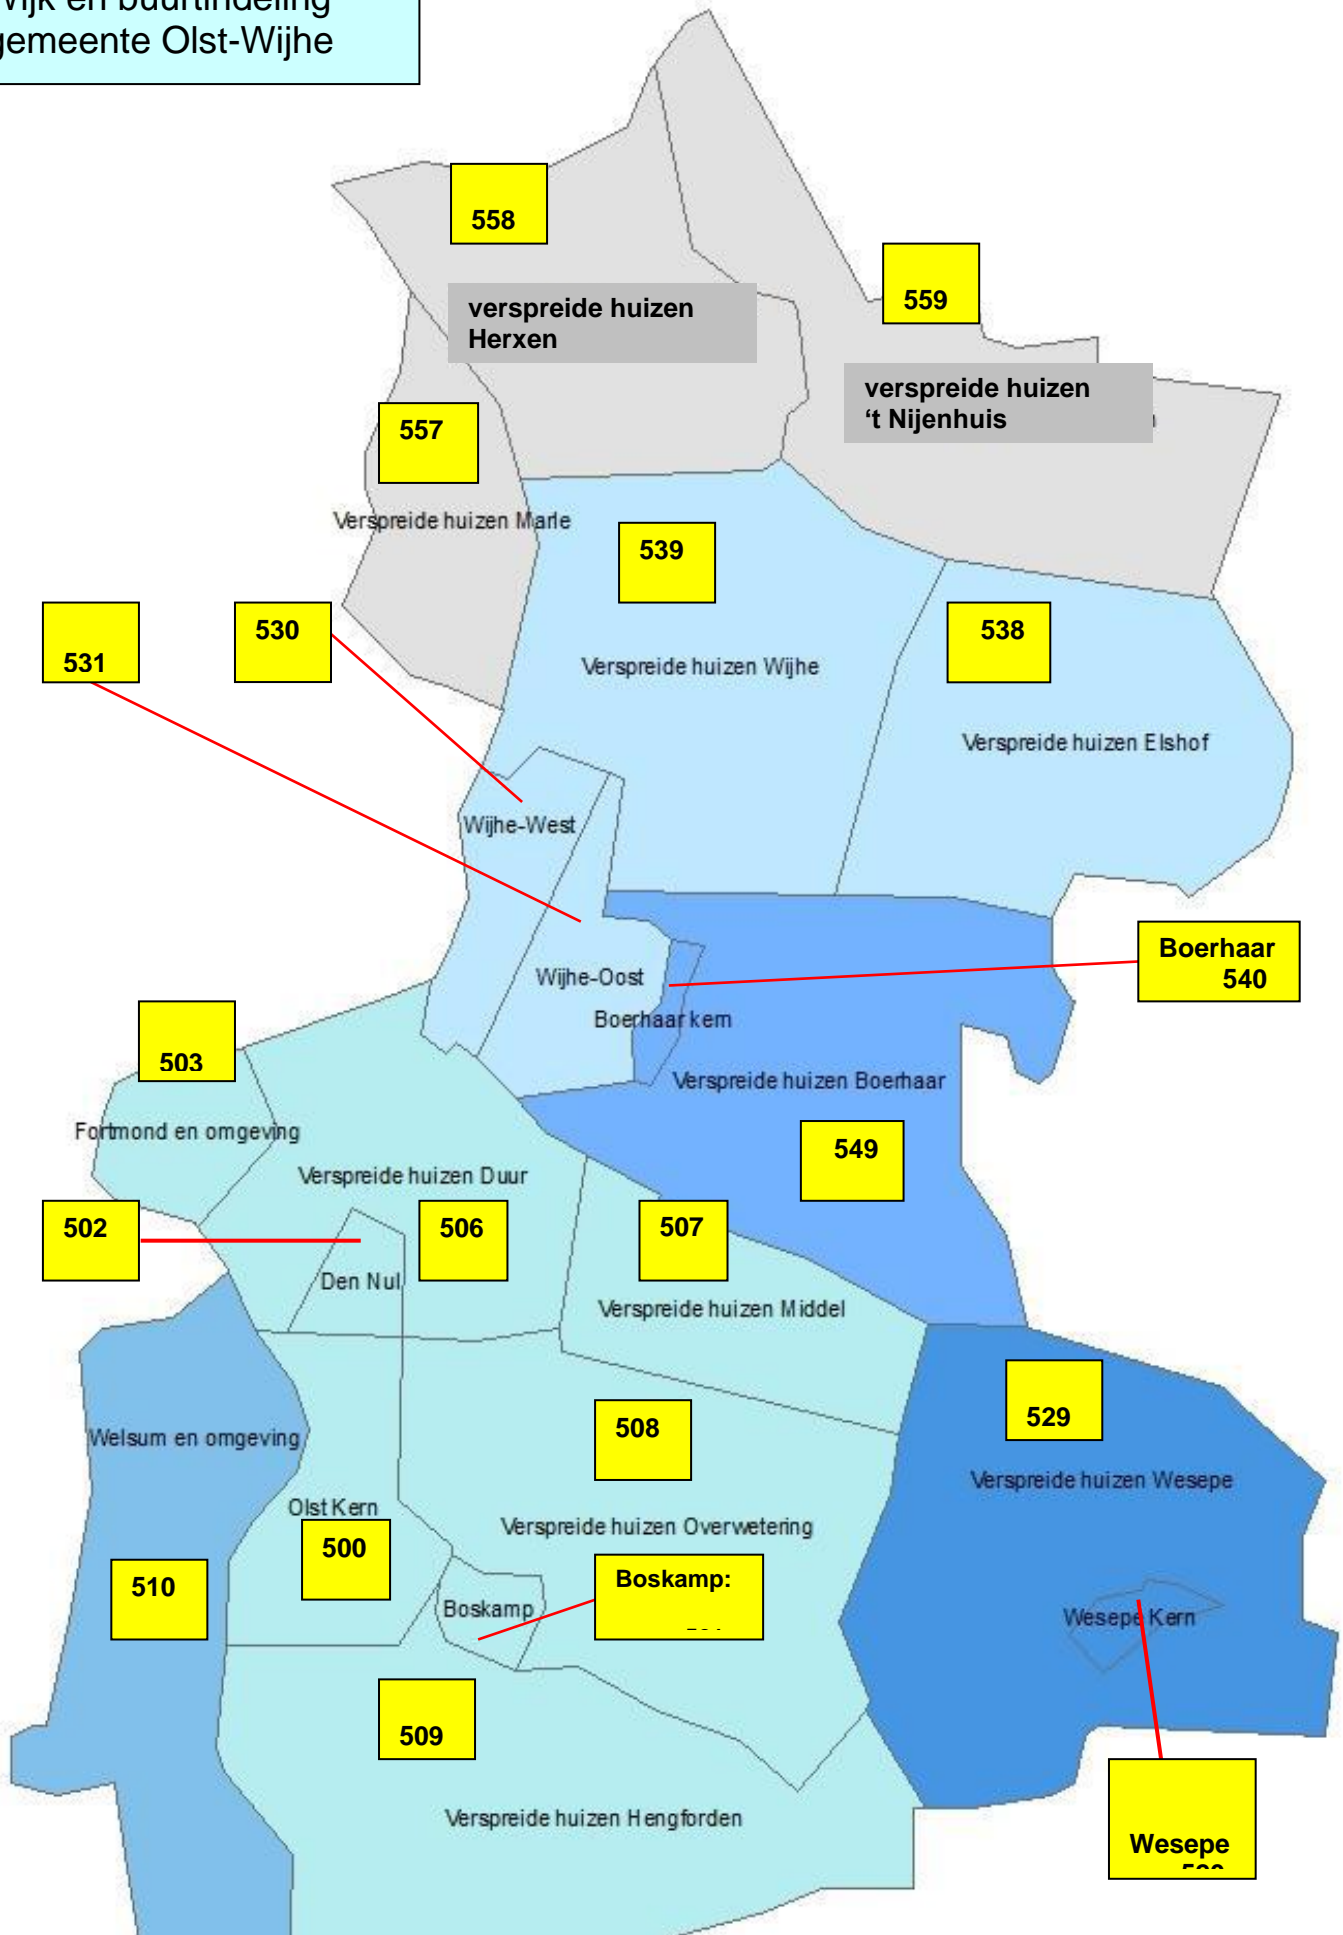 wijk en buurtindeling
gemeente Olst-Wijhe
558
559
verspreide huizen
Herxen
verspreide huizen
‘t Nijenhuis
557
Verspreide huizen Marle
539
531
530
538
Verspreide huizen Wijhe
Verspreide huizen Elshof
Wijhe-West
Boerhaar
540
Wijhe-Oost
Boerhaar kern
503
Verspreide huizen Boerhaar
Fortmond en omgeving
549
Verspreide huizen Duur
502
506
507
Den Nul
Verspreide huizen Middel
529
508
Welsum en omgeving
Verspreide huizen Wesepe
Olst Kern
Verspreide huizen Overwetering
500
510
Boskamp:
Boskamp
Wesepe Kern
509
Verspreide huizen Hengforden
Wesepe